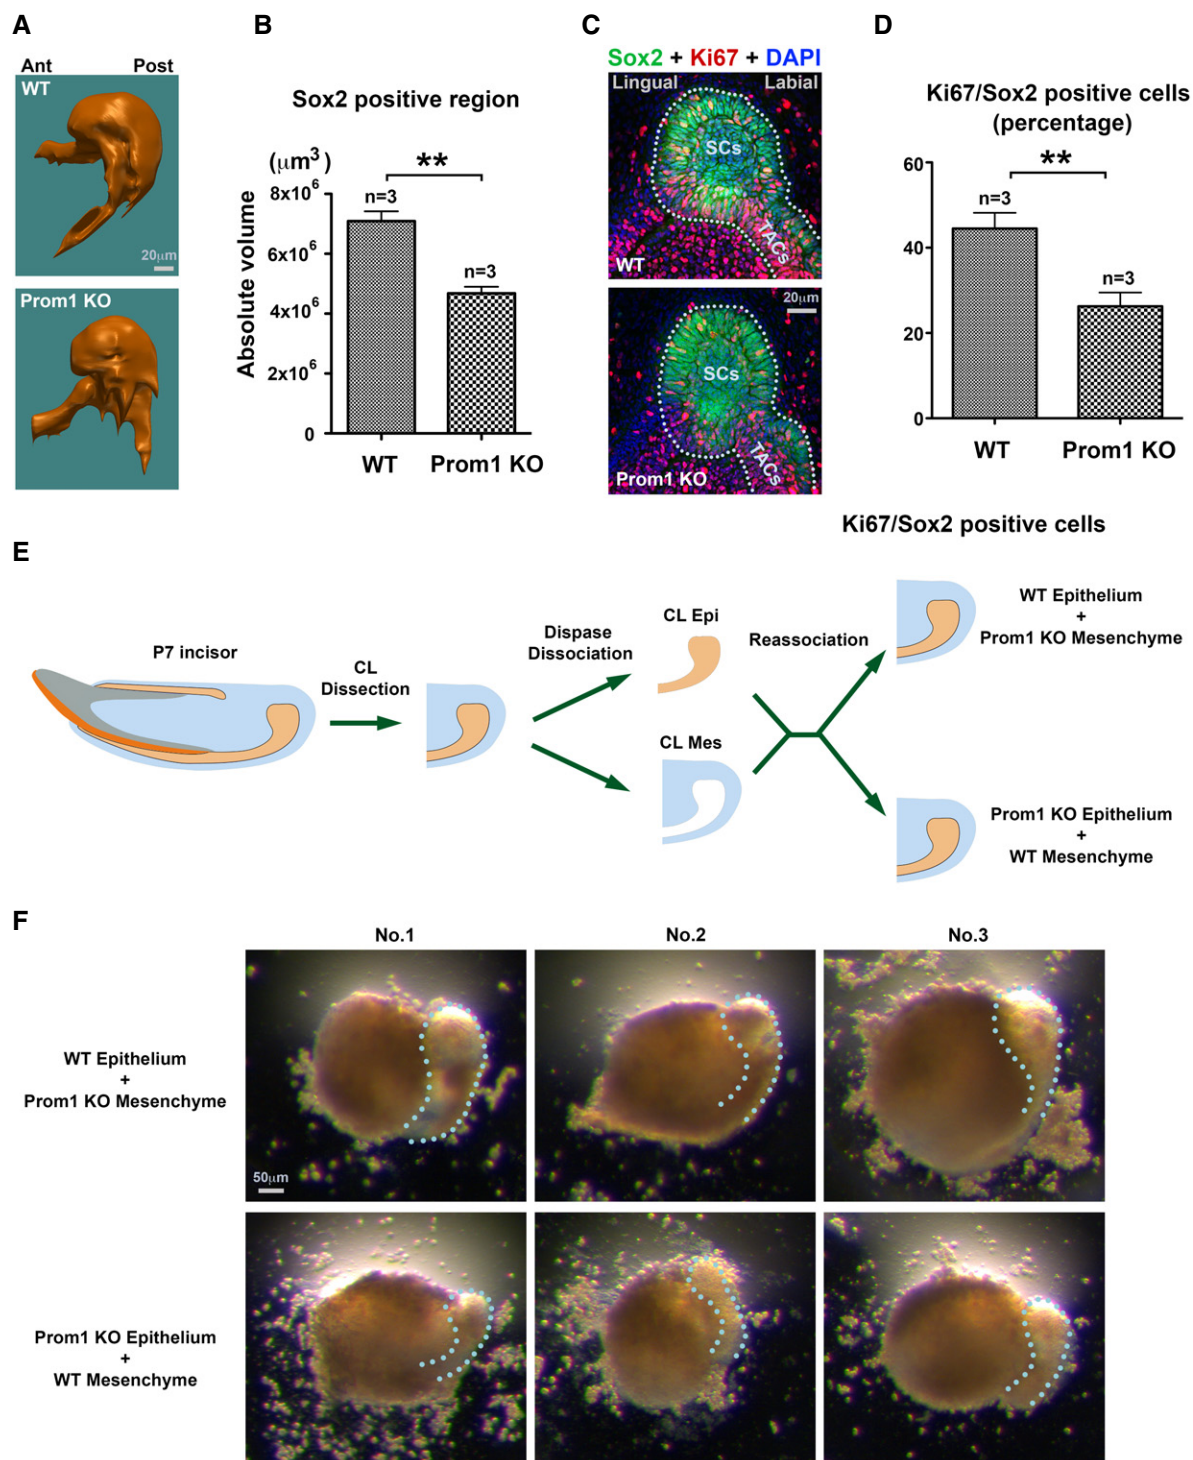 A
Ant Post
WT
20μm
Prom1 KO
B
Sox2 positive region
(μm³)
Absolute volume
8x10⁶
6x10⁶
4x10⁶
2x10⁶
0
**
n=3
n=3
WT Prom1 KO
C
Sox2 + Ki67 + DAPI
Lingual Labial
SCs
TACs
WT
20μm
SCs
TACs
Prom1 KO
D
Ki67/Sox2 positive cells
(percentage)
60
40
20
0
**
n=3
n=3
WT Prom1 KO
Ki67/Sox2 positive cells
E
P7 incisor
CL
Dissection
Dispase
Dissociation
CL Epi
CL Mes
Reassociation
WT Epithelium
+
Prom1 KO Mesenchyme
Prom1 KO Epithelium
+
WT Mesenchyme
F
No.1 No.2 No.3
WT Epithelium
+
Prom1 KO Mesenchyme
50μm
Prom1 KO Epithelium
+
WT Mesenchyme